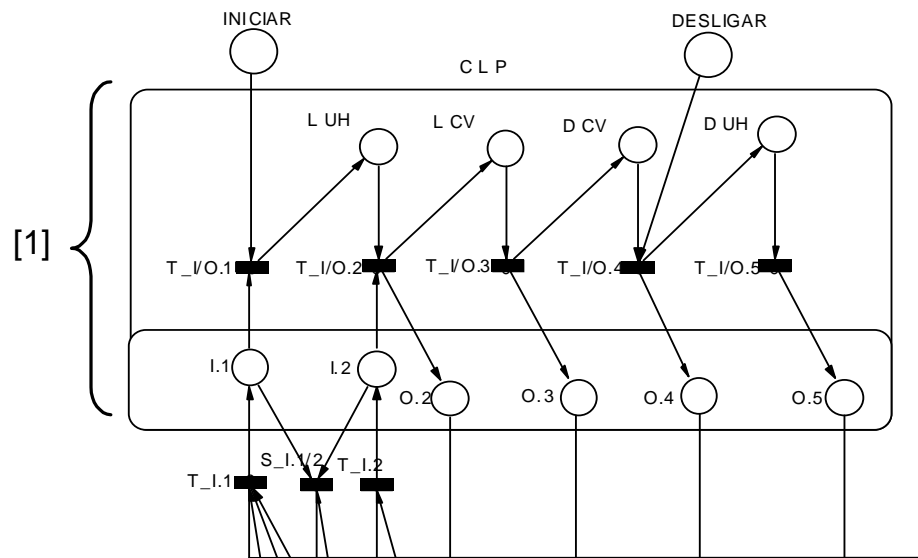 INICIAR
DESLIGAR
C L P
L UH
L CV
D CV
D UH
[1]
T_I/O.1
T_I/O.2
T_I/O.3
T_I/O.4
T_I/O.5
I.1
I.2
O.2
O.3
O.4
O.5
S_I.1/2
T_I.1
T_I.2